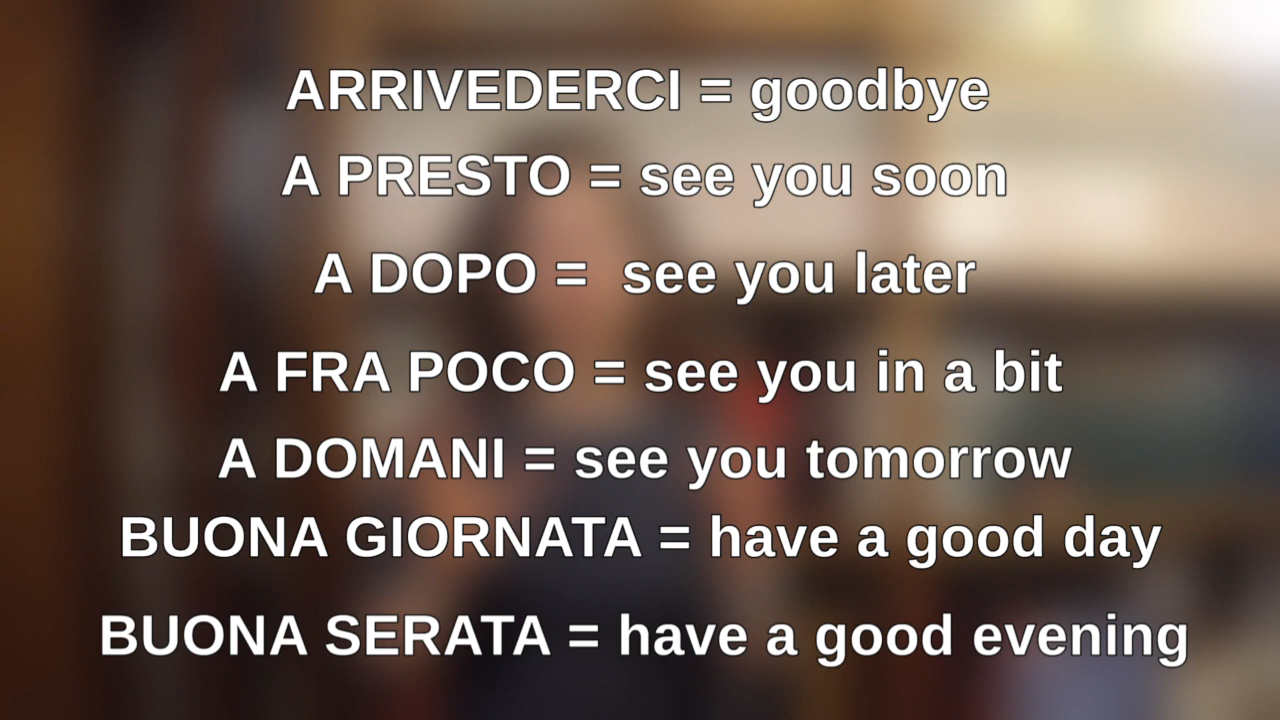 ARRIVEDERCI = goodbye
A PRESTO = see you soon
A DOPO = see you later
A FRA POCO = see you in a bit
A DOMANI = see you tomorrow
BUONA GIORNATA = have a good day
BUONA SERATA = have a good evening